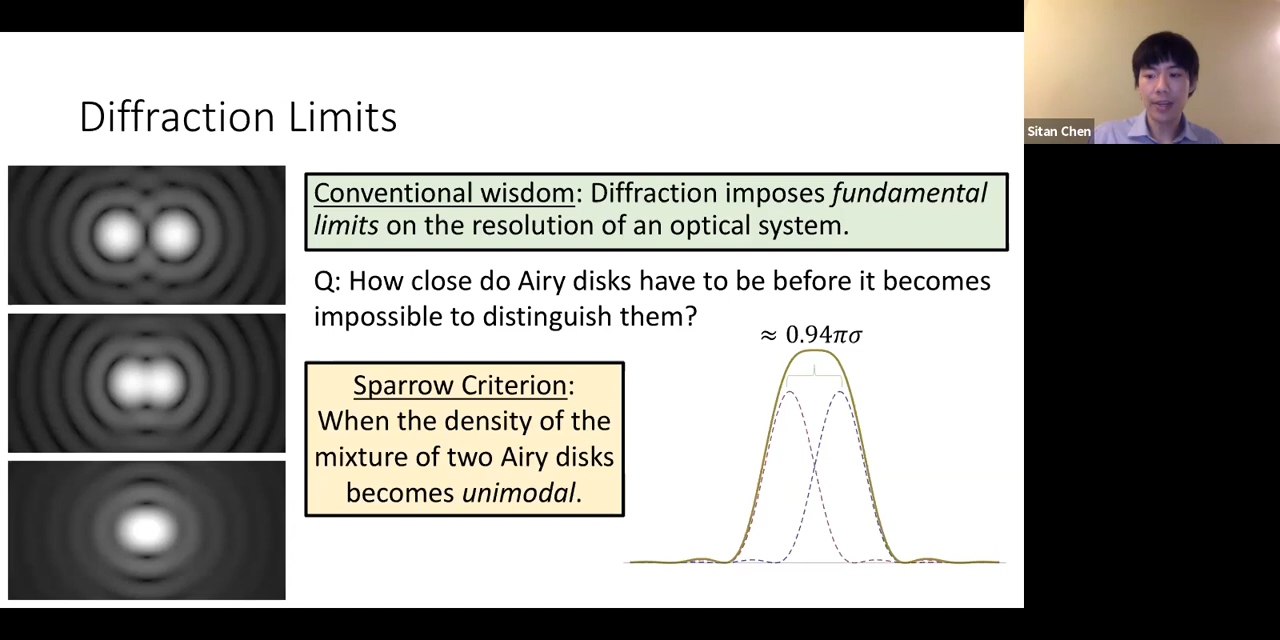 Diffraction Limits
Conventional wisdom: Diffraction imposes fundamental
limits on the resolution of an optical system.
Q: How close do Airy disks have to be before it becomes
impossible to distinguish them?
≈ 0.94πσ
Sparrow Criterion:
When the density of the
mixture of two Airy disks
becomes unimodal.
Sitan Chen